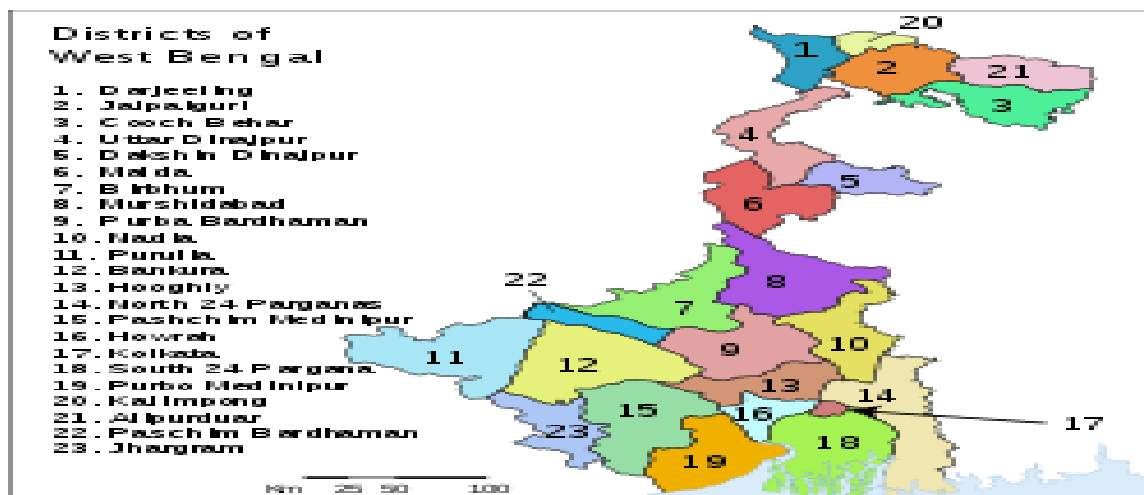 Districts of
West Bengal
1. Darjeeling
2. Jalpaiguri
3. Cooch Behar
4. Uttar Dinajpur
5. Dakshin Dinajpur
6. Malda
7. Birbhum
8. Murshidabad
9. Purba Bardhaman
10. Nadia
11. Purulia
12. Bankura
13. Hooghly
14. North 24 Parganas
15. Pashchim Medinipur
16. Howrah
17. Kolkata
18. South 24 Pargana
19. Purbo Medinipur
20. Kalimpong
21. Alipurduar
22. Paschim Bardhaman
23. Jhargram
20
1
2
21
3
4
5
6
22
8
7
11
12
9
10
13
14
15
16
17
23
18
19
Km 25 50 100